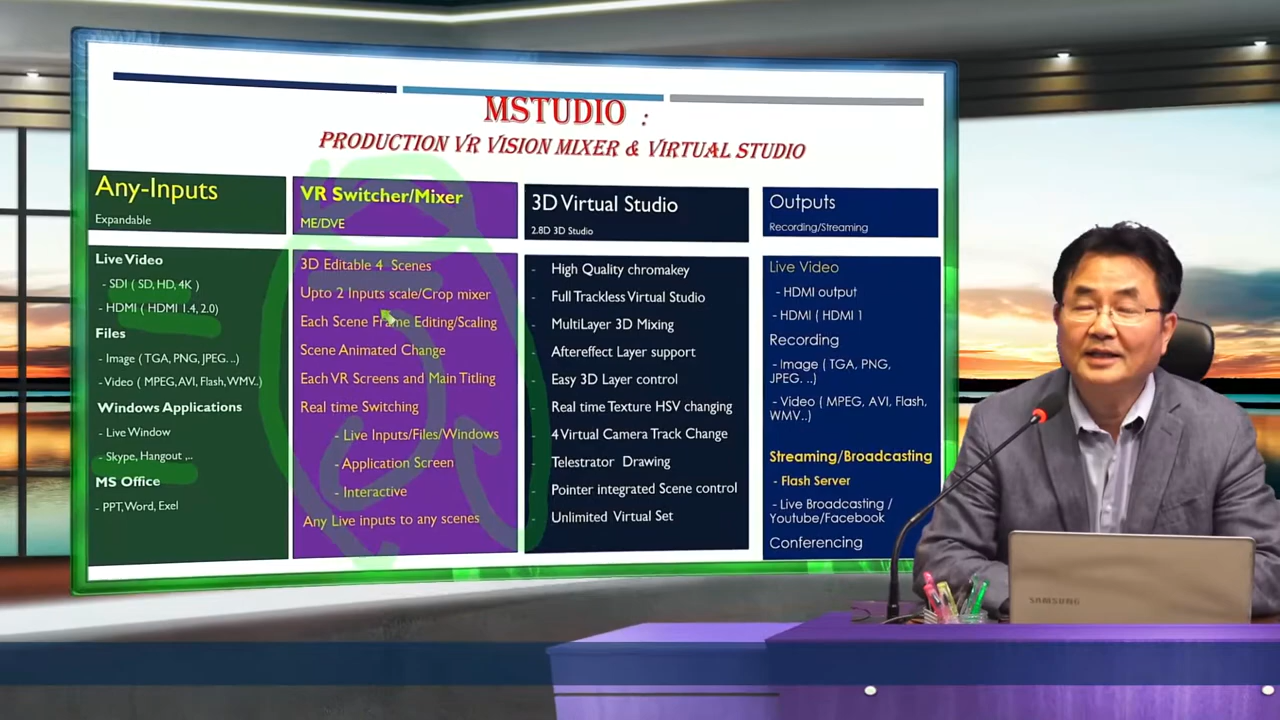 MSTUDIO :
PRODUCTION VR VISION MIXER & VIRTUAL STUDIO
Any-Inputs
Expandable
Live Video
- SDI ( SD, HD, 4K )
- HDMI ( HDMI 1.4, 2.0)
Files
- Image (TGA, PNG, JPEG. ..)
- Video ( MPEG, AVI, Flash, WMV..)
Windows Applications
- Live Window
- Skype, Hangout ,..
MS Office
- PPT, Word, Exel
VR Switcher/Mixer
ME/DVE
3D Editable 4 Scenes
Upto 2 Inputs scale/Crop mixer
Each Scene Frame Editing/Scaling
Scene Animated Change
Each VR Screens and Main Titling
Real time Switching
- Live Inputs/Files/Windows
- Application Screen
- Interactive
Any Live inputs to any scenes
3D Virtual Studio
2.8D 3D Studio
- High Quality chromakey
- Full Trackless Virtual Studio
- MultiLayer 3D Mixing
- Aftereffect Layer support
- Easy 3D Layer control
- Real time Texture HSV changing
- 4 Virtual Camera Track Change
- Telestrator Drawing
- Pointer integrated Scene control
- Unlimited Virtual Set
Outputs
Recording/Streaming
Live Video
- HDMI output
- HDMI ( HDMI 1
Recording
- Image ( TGA, PNG,
JPEG. ..)
- Video ( MPEG, AVI, Flash,
WMV..)
Streaming/Broadcasting
- Flash Server
- Live Broadcasting /
Youtube/Facebook
Conferencing
SAMSUNG